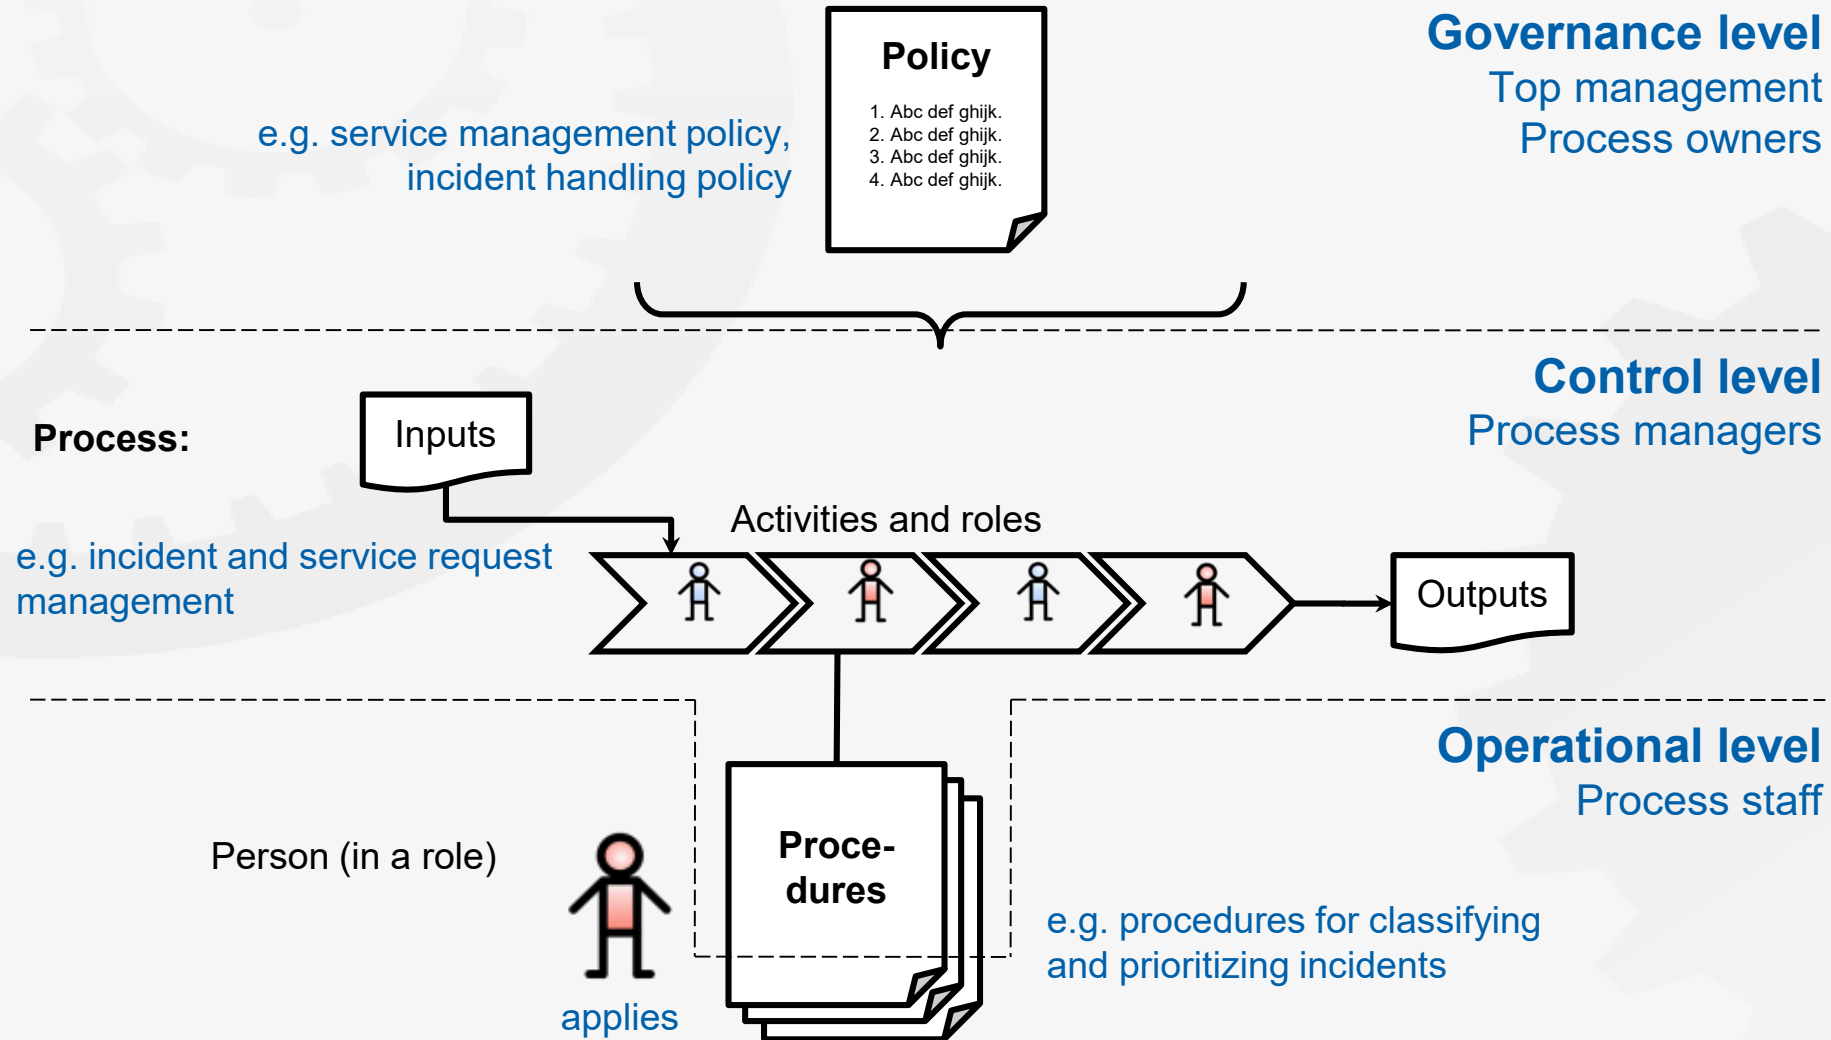 Governance level
Top management
Process owners
Policy
1. Abc def ghijk.
2. Abc def ghijk.
3. Abc def ghijk.
4. Abc def ghijk.
e.g. service management policy,
incident handling policy
Control level
Process managers
Process:
Inputs
Activities and roles
e.g. incident and service request
management
Outputs
Operational level
Process staff
Person (in a role)
Proce-
dures
e.g. procedures for classifying
and prioritizing incidents
applies